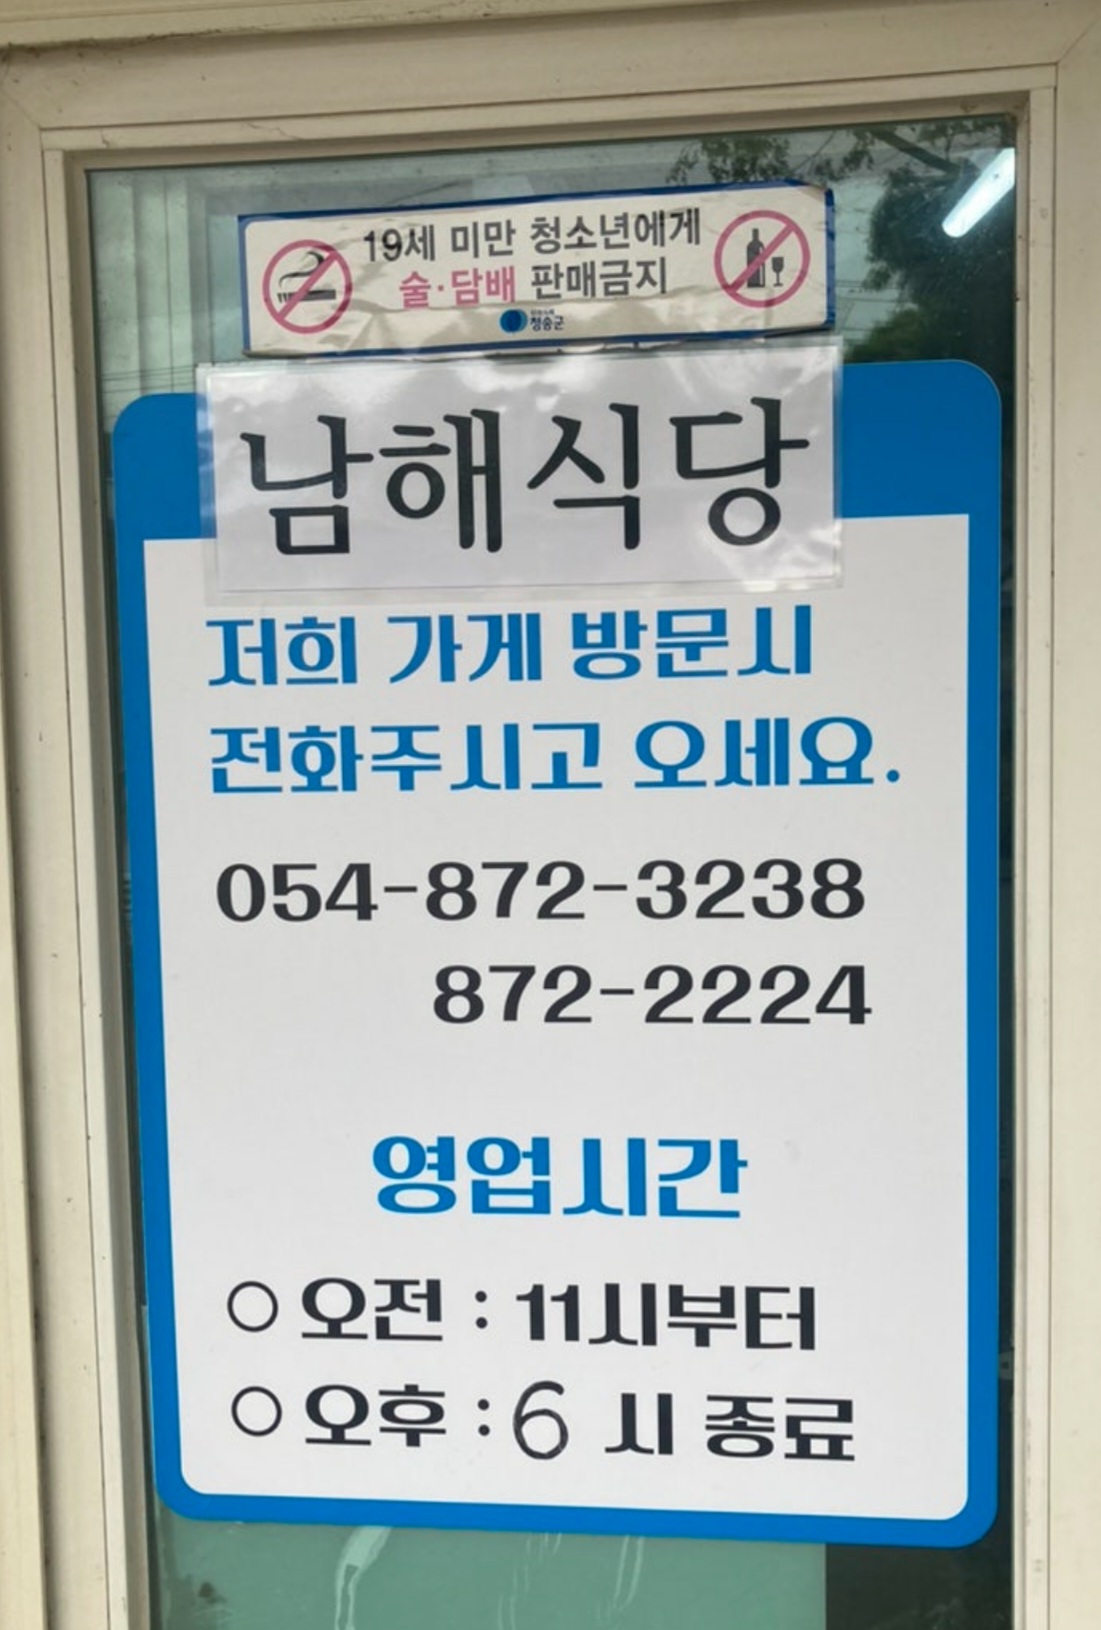 19세 미만 청소년에게
술·담배 판매금지
청송군
남해식당
저희 가게 방문시
전화주시고 오세요.
054-872-3238
872-2224
영업시간
○ 오전 : 11시부터
○ 오후 : 6 시 종료